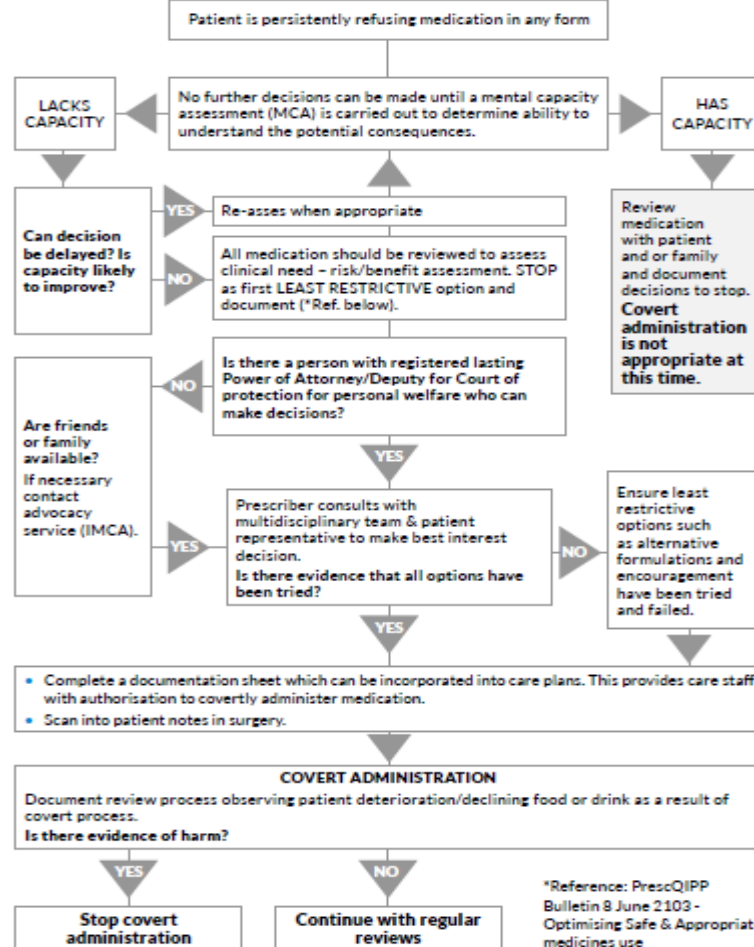 Patient is persistently refusing medication in any form
LACKS
CAPACITY
No further decisions can be made until a mental capacity
assessment (MCA) is carried out to determine ability to
understand the potential consequences.
HAS
CAPACITY
Can decision
be delayed? Is
capacity likely
to improve?
YES
Re-asses when appropriate
NO
All medication should be reviewed to assess
clinical need – risk/benefit assessment. STOP
as first LEAST RESTRICTIVE option and
document (*Ref. below).
Review
medication
with patient
and or family
and document
decisions to stop.
Covert
administration
is not
appropriate at
this time.
Is there a person with registered lasting
Power of Attorney/Deputy for Court of
protection for personal welfare who can
make decisions?
NO
Are friends
or family
available?
If necessary
contact
advocacy
service (IMCA).
YES
YES
Prescriber consults with
multidisciplinary team & patient
representative to make best interest
decision.
Is there evidence that all options have
been tried?
NO
Ensure least
restrictive
options such
as alternative
formulations and
encouragement
have been tried
and failed.
YES
• Complete a documentation sheet which can be incorporated into care plans. This provides care staff
with authorisation to covertly administer medication.
• Scan into patient notes in surgery.
COVERT ADMINISTRATION
Document review process observing patient deterioration/declining food or drink as a result of
covert process.
Is there evidence of harm?
YES
NO
Stop covert
administration
Continue with regular
reviews
*Reference: PrescQIPP
Bulletin 8 June 2103 -
Optimising Safe & Appropriat
medicines use